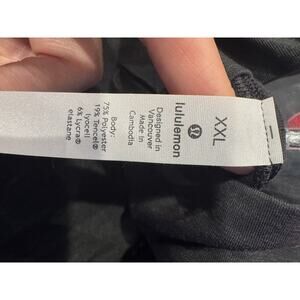 XXL
lululemon
Designed in
Vancouver
Made in
Cambodia
Body:
75% Polyester
19% Tencel®
Lyocell
6% Lycra®
elastane